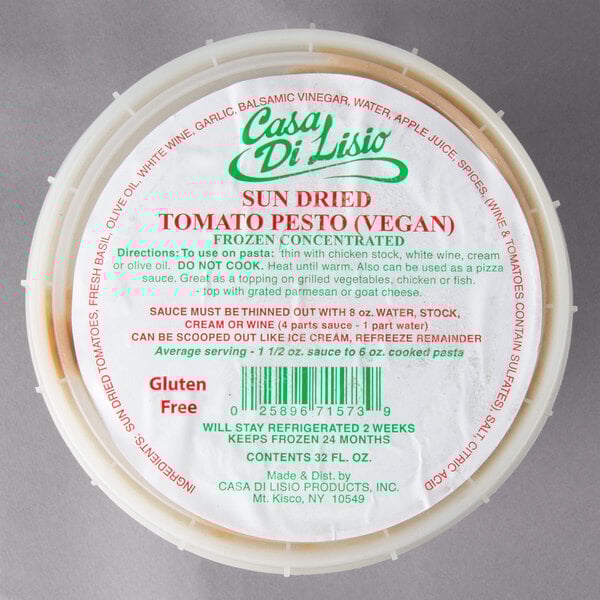 Casa
Di Lisio
SUN DRIED
TOMATO PESTO (VEGAN)
FROZEN CONCENTRATED
Directions: To use on pasta: thin with chicken stock, white wine, cream
or olive oil. DO NOT COOK. Heat until warm. Also can be used as a pizza
sauce. Great as a topping on grilled vegetables, chicken or fish.
- top with grated parmesan or goat cheese.
SAUCE MUST BE THINNED OUT WITH 8 oz. WATER, STOCK,
CREAM OR WINE (4 parts sauce - 1 part water)
CAN BE SCOOPED OUT LIKE ICE CREAM, REFREEZE REMAINDER
Average serving - 1 1/2 oz. sauce to 6 oz. cooked pasta
Gluten
Free
0 25896 71573 9
WILL STAY REFRIGERATED 2 WEEKS
KEEPS FROZEN 24 MONTHS
CONTENTS 32 FL. OZ.
Made & Dist. by
CASA DI LISIO PRODUCTS, INC.
Mt. Kisco, NY 10549
INGREDIENTS: SUN DRIED TOMATOES, FRESH BASIL, OLIVE OIL, WHITE WINE, GARLIC, BALSAMIC VINEGAR, WATER, APPLE JUICE, SPICES, (WINE & TOMATOES CONTAIN SULFATES), SALT, CITRIC ACID